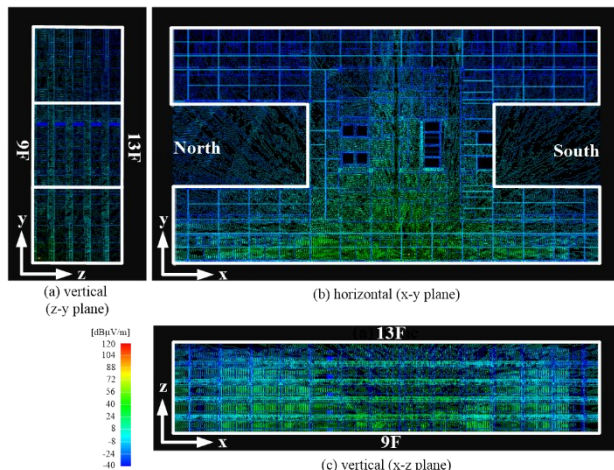 9F
13F
y
z
(a) vertical
(z-y plane)
North
South
y
x
(b) horizontal (x-y plane)
[dBμV/m]
120
104
88
72
56
40
24
8
-8
-24
-40
13F
z
x
9F
(c) vertical (x-z plane)